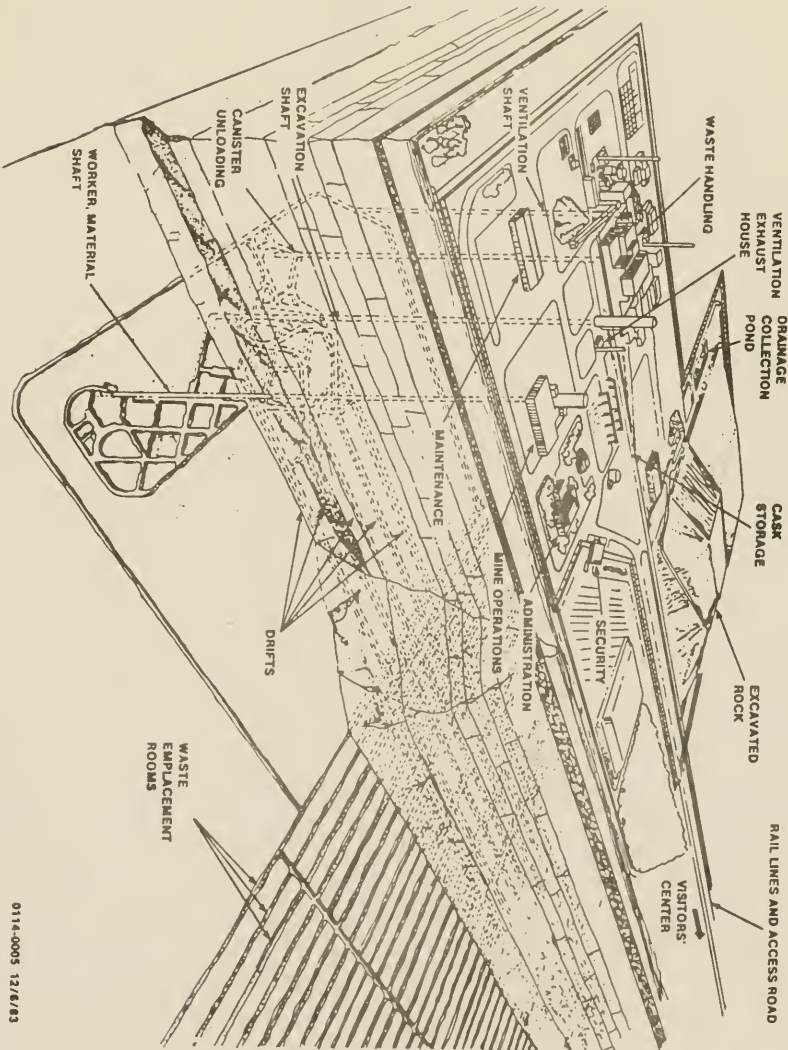 RAIL LINES AND ACCESS ROAD
VISITORS'
CENTER
EXCAVATED
ROCK
CASK
STORAGE
DRAINAGE
COLLECTION
POND
VENTILATION
EXHAUST
HOUSE
WASTE HANDLING
VENTILATION
SHAFT
EXCAVATION
SHAFT
CANISTER
UNLOADING
WORKER, MATERIAL
SHAFT
MAINTENANCE
MINE OPERATIONS
ADMINISTRATION
SECURITY
DRIFTS
WASTE
EMPLACEMENT
ROOMS
0114-0005 12/6/83